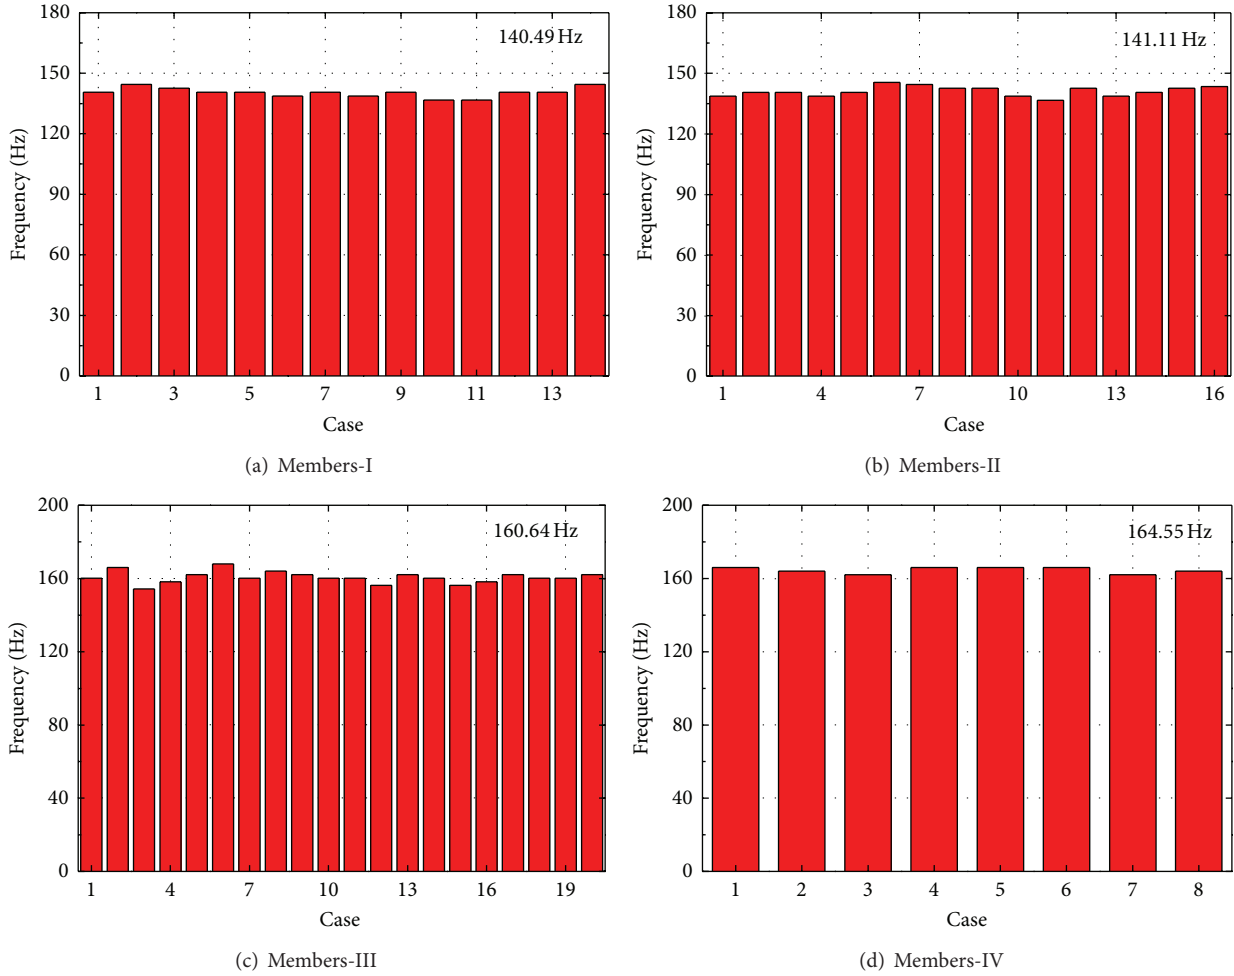 180
150
120
90
60
30
0
Frequency (Hz)
140.49 Hz
1 3 5 7 9 11 13
Case
(a) Members-I
180
150
120
90
60
30
0
Frequency (Hz)
141.11 Hz
1 4 7 10 13 16
Case
(b) Members-II
200
160
120
80
40
0
Frequency (Hz)
160.64 Hz
1 4 7 10 13 16 19
Case
(c) Members-III
200
160
120
80
40
0
Frequency (Hz)
164.55 Hz
1 2 3 4 5 6 7 8
Case
(d) Members-IV